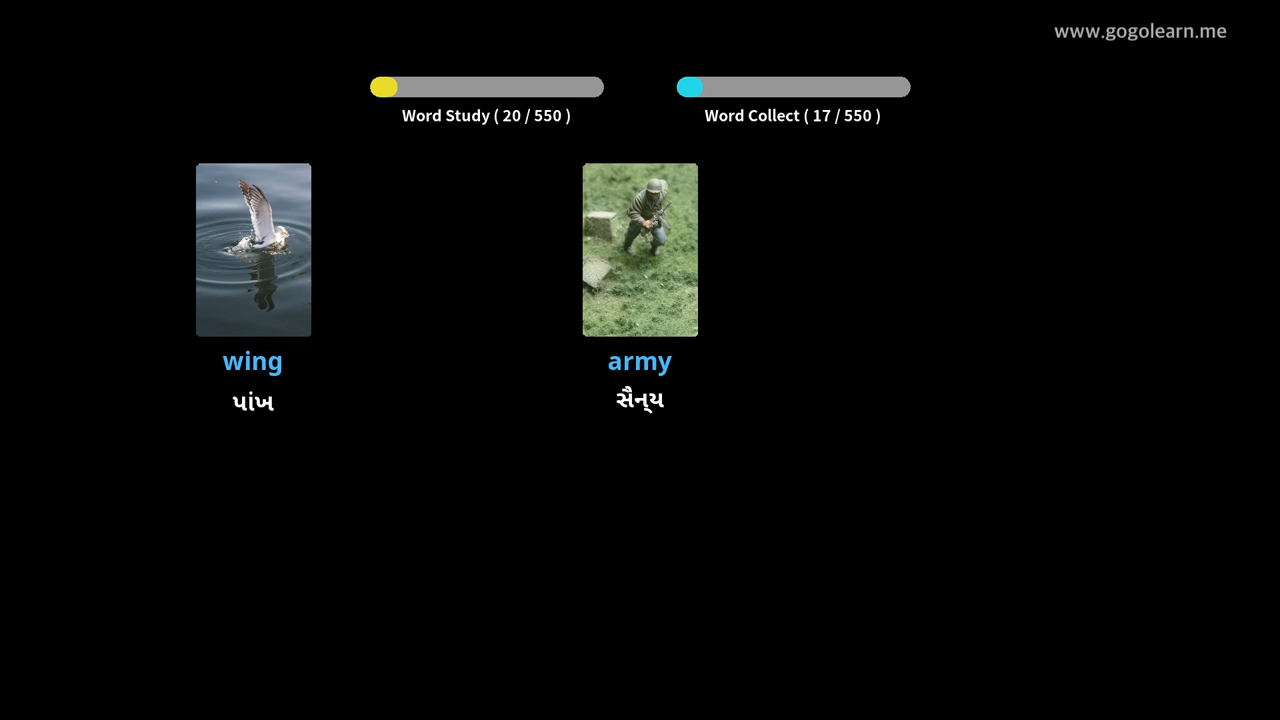 www.gogolearn.me
Word Study ( 20 / 550 )
Word Collect ( 17 / 550 )
wing
army
પાંખ
સૈન્ય